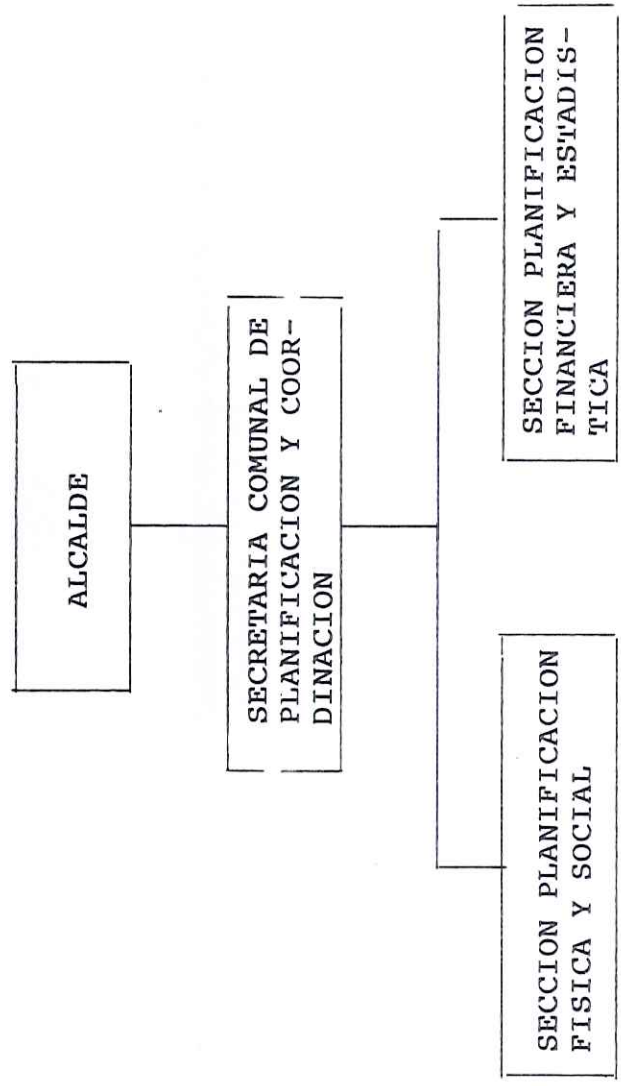 ALCALDE
SECRETARIA COMUNAL DE
PLANIFICACION Y COOR-
DINACION
SECCION PLANIFICACION
FISICA Y SOCIAL
SECCION PLANIFICACION
FINANCIERA Y ESTADIS-
TICA